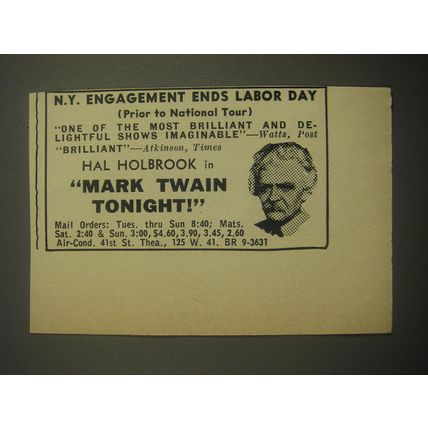 N.Y. ENGAGEMENT ENDS LABOR DAY
(Prior to National Tour)
"ONE OF THE MOST BRILLIANT AND DE-
LIGHTFUL SHOWS IMAGINABLE"—Watts, Post
"BRILLIANT"—Atkinson, Times
HAL HOLBROOK in
"MARK TWAIN
TONIGHT!"
Mail Orders: Tues. thru Sun 8:40; Mats.
Sat. 2:40 & Sun. 3:00, $4.60, 3.90, 3.45, 2.60
Air-Cond. 41st St. Thea., 125 W. 41. BR 9-3631